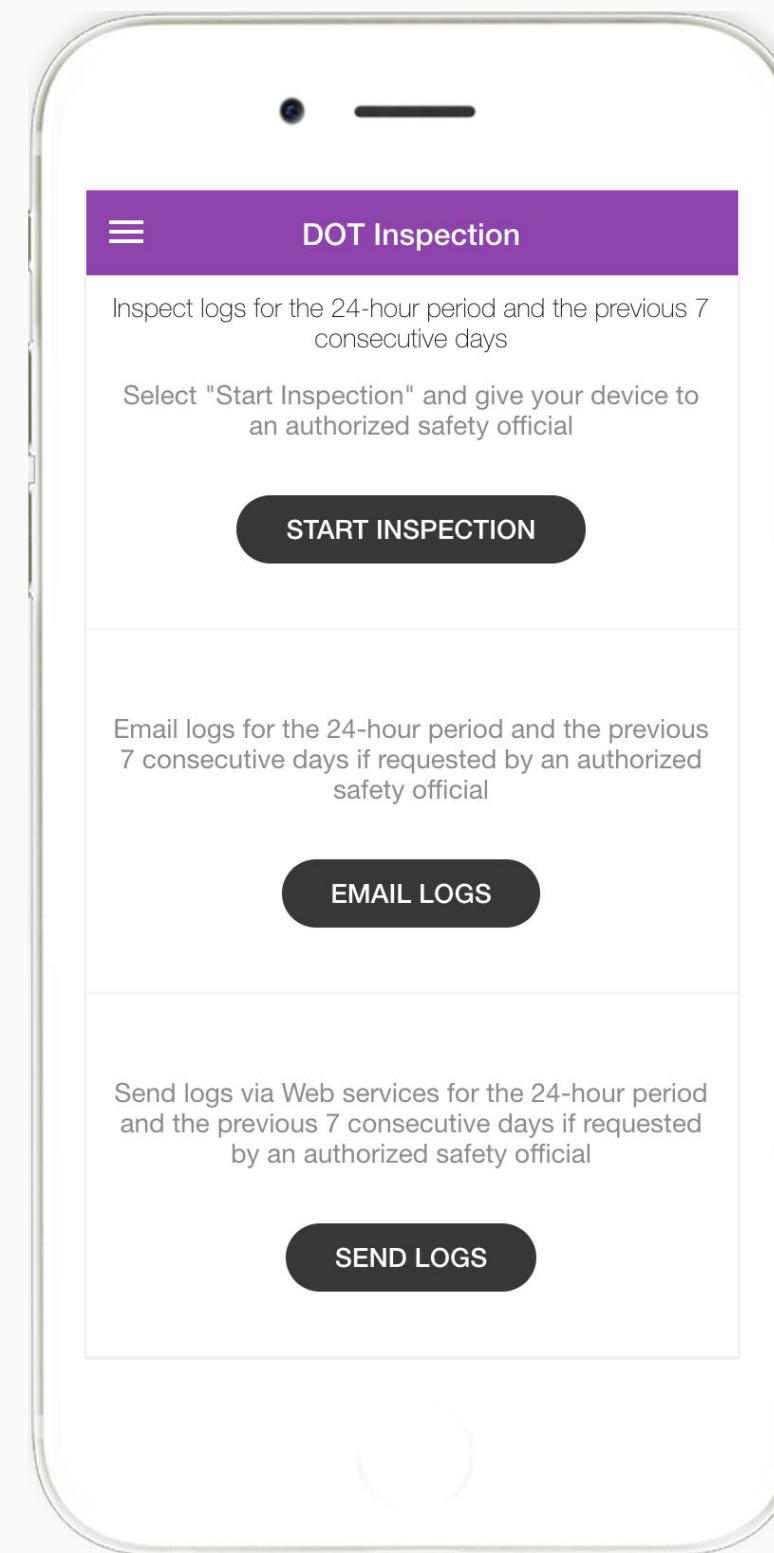 DOT Inspection
Inspect logs for the 24-hour period and the previous 7
consecutive days
Select "Start Inspection" and give your device to
an authorized safety official
START INSPECTION
Email logs for the 24-hour period and the previous
7 consecutive days if requested by an authorized
safety official
EMAIL LOGS
Send logs via Web services for the 24-hour period
and the previous 7 consecutive days if requested
by an authorized safety official
SEND LOGS